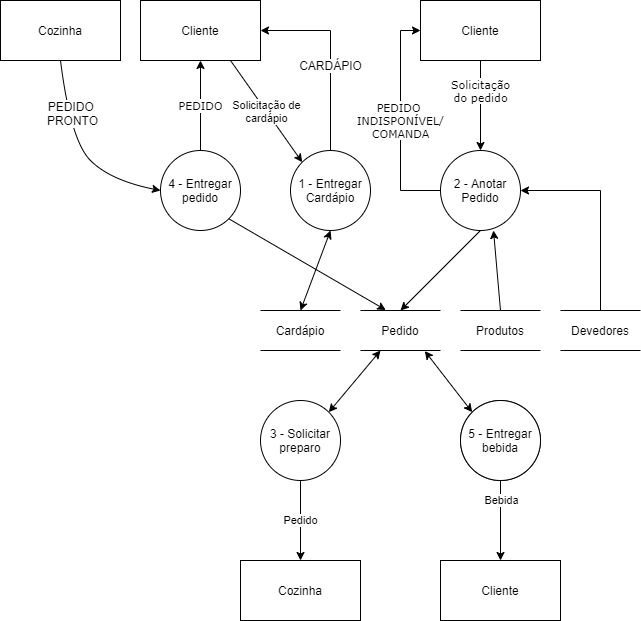 Cozinha
Cliente
Cliente
CARDÁPIO
Solicitação
do pedido
PEDIDO
PRONTO
PEDIDO
Solicitação de
cardápio
PEDIDO
INDISPONÍVEL/
COMANDA
4 - Entregar
pedido
1 - Entregar
Cardápio
2 - Anotar
Pedido
Cardápio
Pedido
Produtos
Devedores
3 - Solicitar
preparo
5 - Entregar
bebida
Pedido
Bebida
Cozinha
Cliente